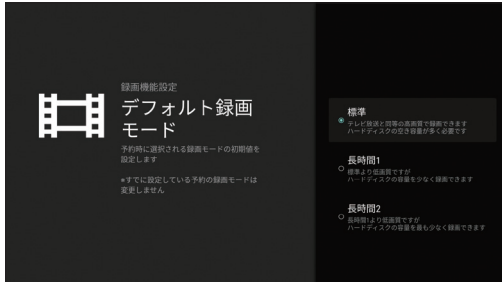 録画機能設定
デフォルト録画
モード
予約時に選択される録画モードの初期値を
設定します
*すでに設定している予約の録画モードは
変更しません
標準
テレビ放送と同等の高画質で録画できます
ハードディスクの空き容量が多く必要です
長時間1
標準より低画質ですが
ハードディスクの容量を少なく録画できます
長時間2
長時間1より低画質ですが
ハードディスクの容量を最も少なく録画できます